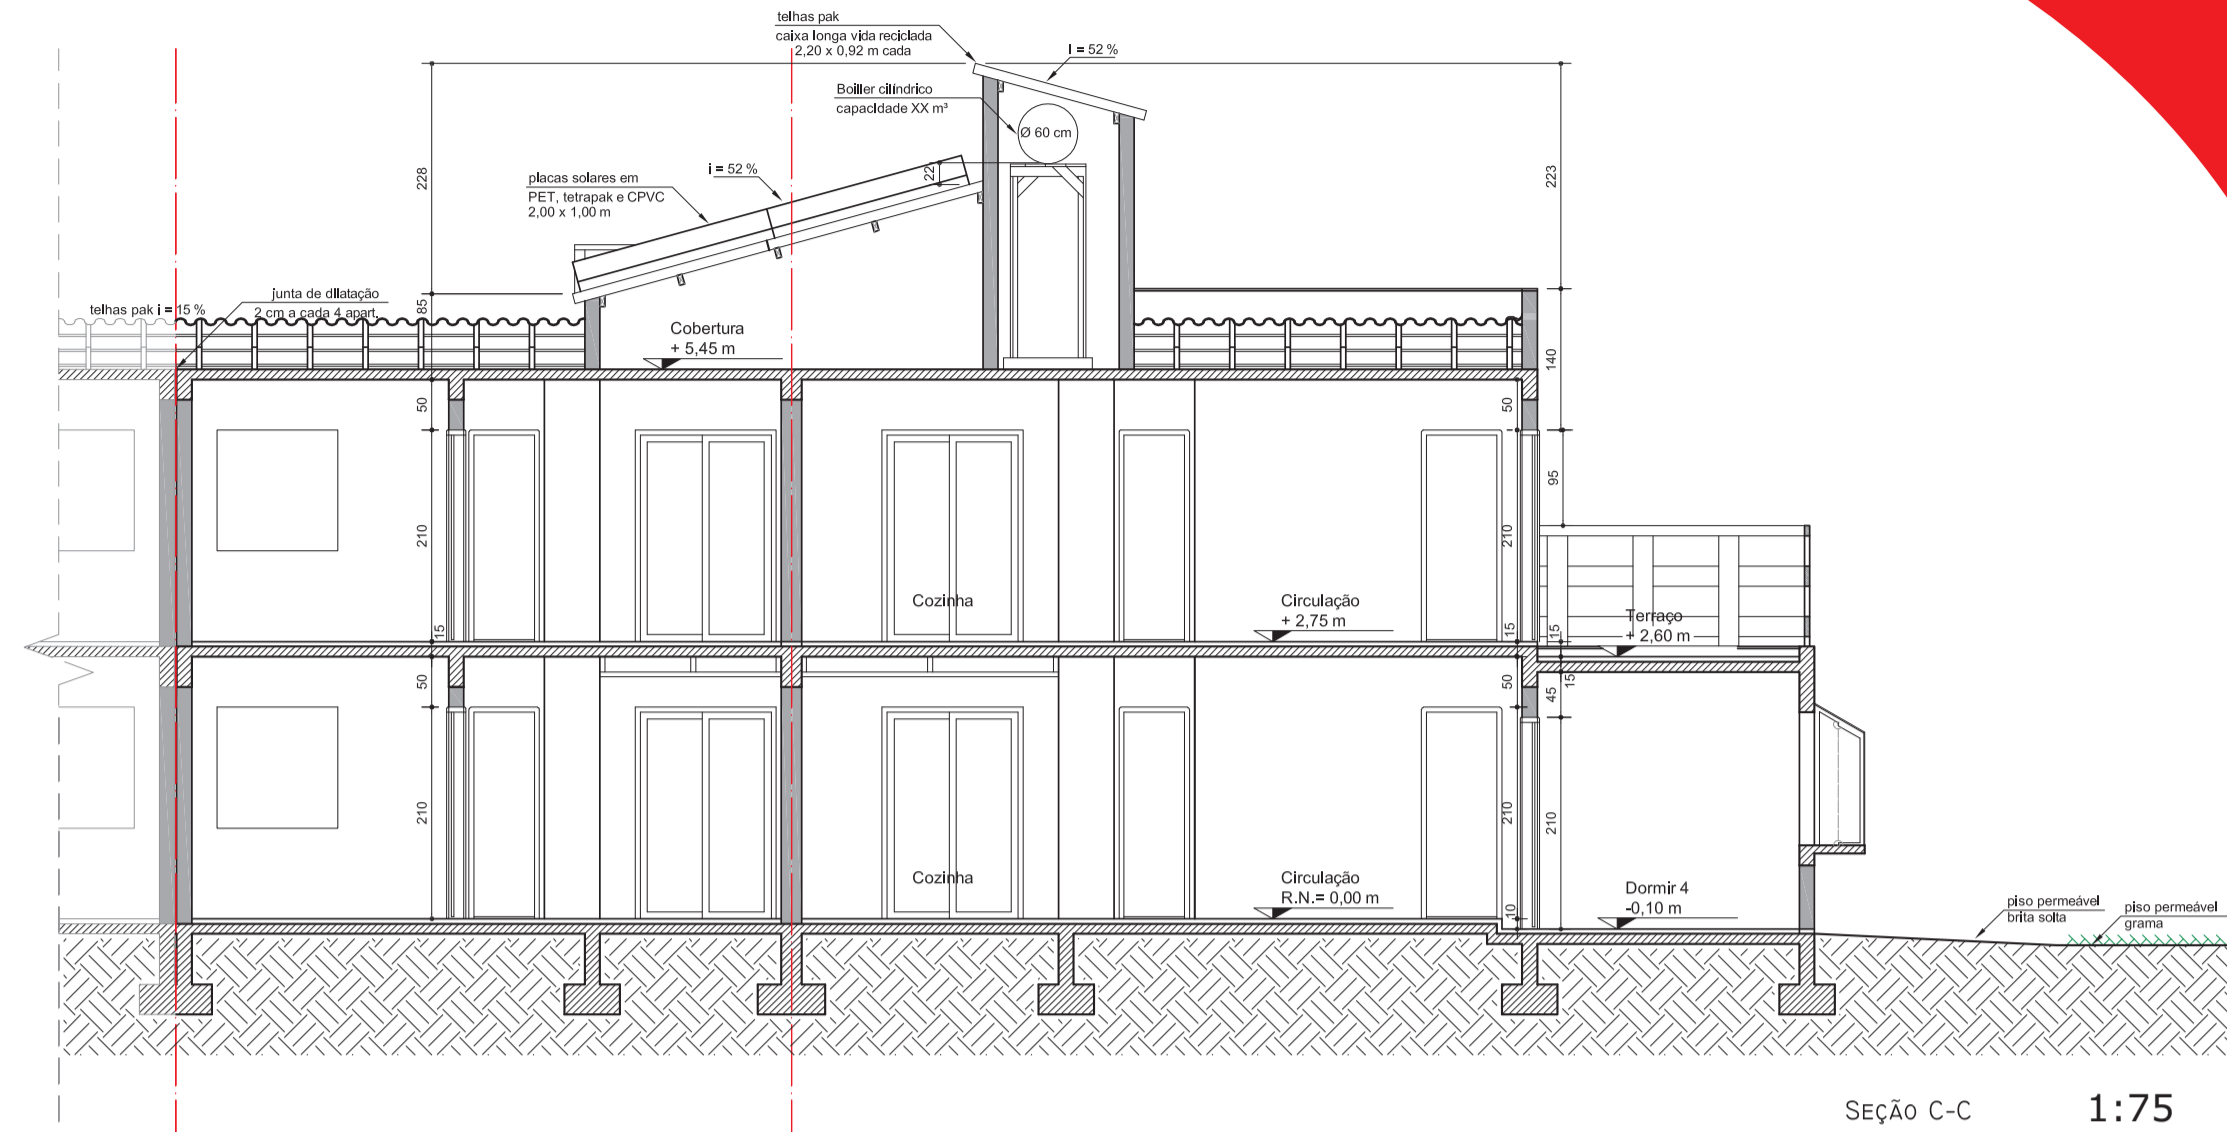 telhas pak
caixa longa vida reciclada
2,20 x 0,92 m cada
I = 52 %
Boiller cilíndrico
capacidade XX m³
Ø 60 cm
placas solares em
PET, tetrapak e CPVC
2,00 x 1,00 m
i = 52 %
22
228
223
telhas pak i = 15 %
junta de dilatação
2 cm a cada 4 apart.
85
Cobertura
+ 5,45 m
140
50
50
95
210
210
Cozinha
Circulação
+ 2,75 m
15
15
15
Terraço
+ 2,60 m
50
50
45
15
210
210
210
Cozinha
Circulação
R.N.= 0,00 m
10
Dormir 4
-0,10 m
piso permeável
brita solta
piso permeável
grama
SEÇÃO C-C
1:75